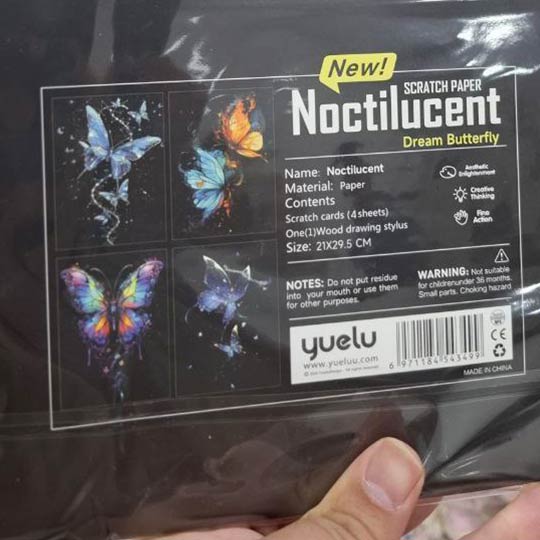 New!
SCRATCH PAPER
Noctilucent
Dream Butterfly
Name: Noctilucent
Material: Paper
Contents
Scratch cards (4sheets)
One(1)Wood drawing stylus
Size: 21X29.5 CM
Aesthetic
Enlightenment
Creative
Thinking
Fine
Action
NOTES: Do not put residue
into your mouth or use them
for other purposes.
WARNING: Not suitable
for childrenunder 36 months.
Small parts. Choking hazard
yuelu
www.yueluu.com
6 971184 543499
CE
MADE IN CHINA